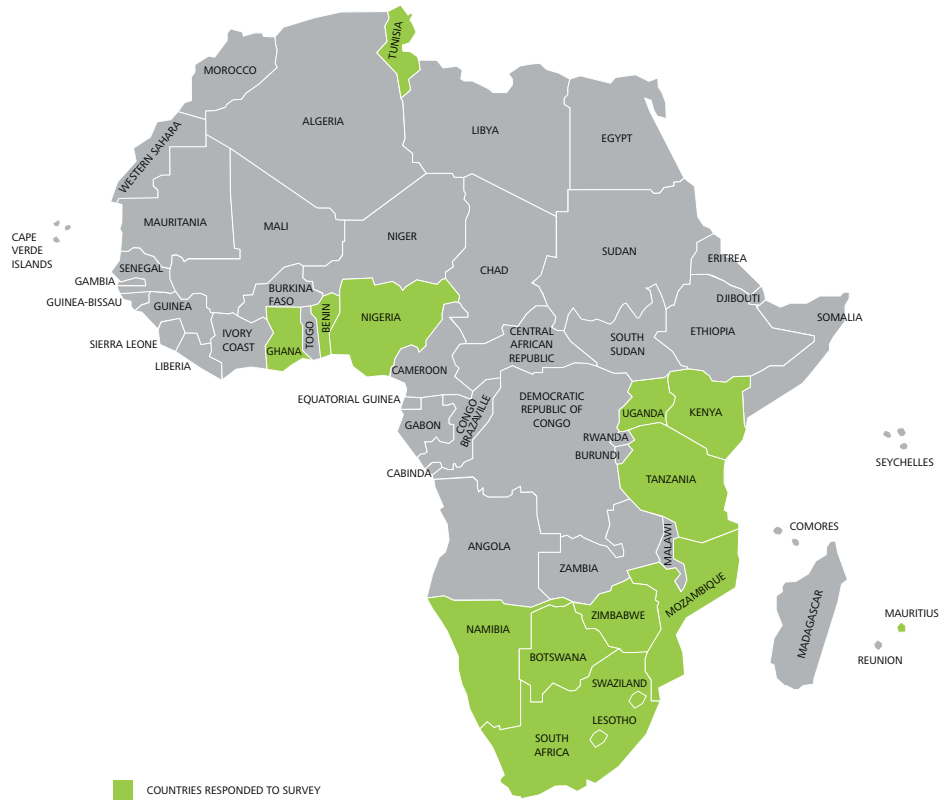 TUNISIA
MOROCCO
ALGERIA
LIBYA
EGYPT
WESTERN SAHARA
MAURITANIA
MALI
NIGER
CHAD
SUDAN
ERITREA
CAPE
VERDE
ISLANDS
SENEGAL
GAMBIA
GUINEA-BISSAU
GUINEA
BURKINA
FASO
BENIN
NIGERIA
DJIBOUTI
SOMALIA
SIERRA LEONE
IVORY
COAST
GHANA
TOGO
CENTRAL
AFRICAN
REPUBLIC
SOUTH
SUDAN
ETHIOPIA
LIBERIA
CAMEROON
EQUATORIAL GUINEA
GABON
CONGO
BRAZAVILLE
DEMOCRATIC
REPUBLIC OF
CONGO
UGANDA
KENYA
RWANDA
BURUNDI
CABINDA
TANZANIA
SEYCHELLES
COMORES
ANGOLA
ZAMBIA
MALAWI
MOZAMBIQUE
MADAGASCAR
MAURITIUS
REUNION
NAMIBIA
ZIMBABWE
BOTSWANA
SWAZILAND
LESOTHO
SOUTH
AFRICA
COUNTRIES RESPONDED TO SURVEY